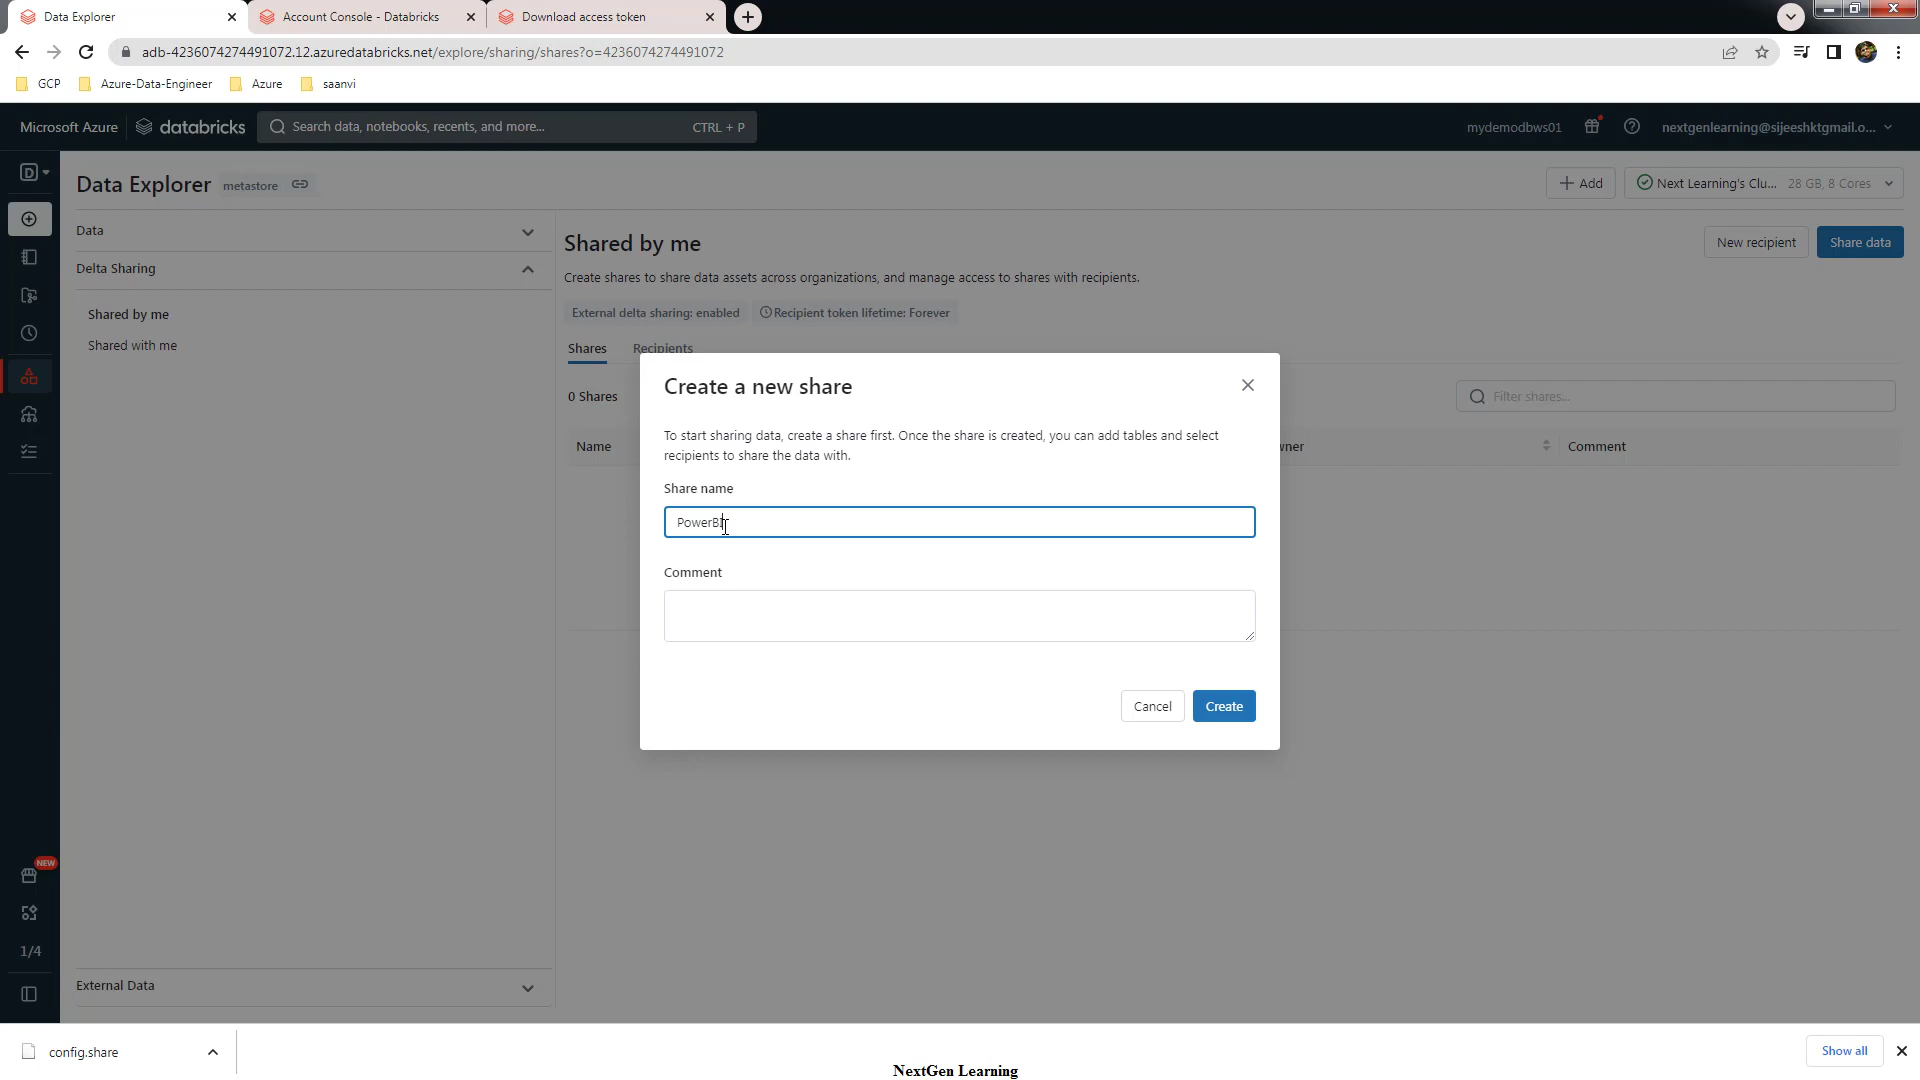 Data Explorer
Account Console - Databricks
Download access token
adb-4236074274491072.12.azuredatabricks.net/explore/sharing/shares?o=4236074274491072
GCP
Azure-Data-Engineer
Azure
saanvi
Microsoft Azure
databricks
Search data, notebooks, recents, and more...
CTRL + P
mydemodbws01
nextgenlearning@sijeeshktgmail.o...
D
Data Explorer
metastore
Add
Next Learning's Clu...
28 GB, 8 Cores
Data
Delta Sharing
Shared by me
Shared with me
External Data
NEW
1/4
Shared by me
New recipient
Share data
Create shares to share data assets across organizations, and manage access to shares with recipients.
External delta sharing: enabled
Recipient token lifetime: Forever
Shares
Recipients
0 Shares
Filter shares...
Name
wner
Comment
Create a new share
To start sharing data, create a share first. Once the share is created, you can add tables and select
recipients to share the data with.
Share name
PowerBI
Comment
Cancel
Create
config.share
Show all
NextGen Learning